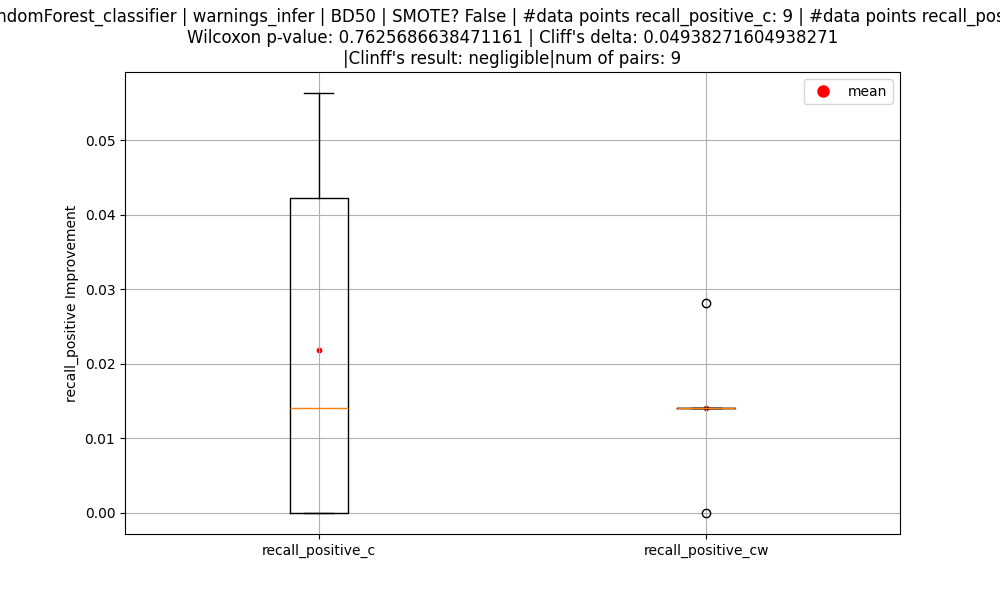 ndomForest_classifier | warnings_infer | BD50 | SMOTE? False | #data points recall_positive_c: 9 | #data points recall_pos
Wilcoxon p-value: 0.7625686638471161 | Cliff's delta: 0.04938271604938271
|Clinff's result: negligible|num of pairs: 9
mean
recall_positive Improvement
0.05
0.04
0.03
0.02
0.01
0.00
recall_positive_c
recall_positive_cw